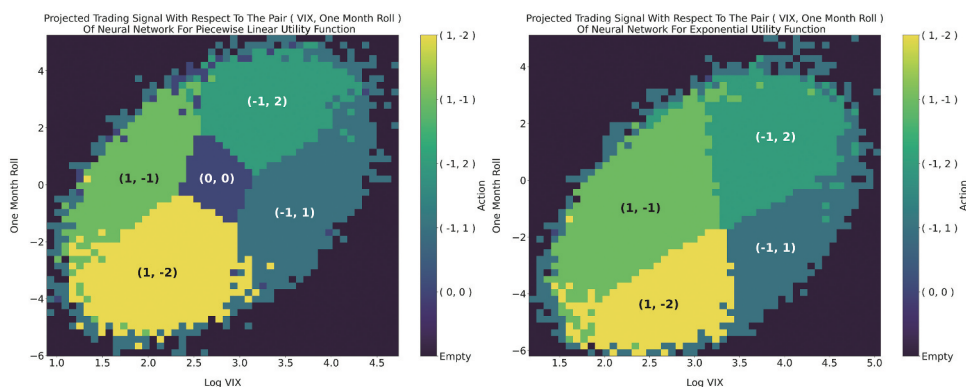 Projected Trading Signal With Respect To The Pair ( VIX, One Month Roll )
Of Neural Network For Piecewise Linear Utility Function
One Month Roll
4
2
0
−2
−4
−6
(-1, 2)
(1, -1)
(0, 0)
(-1, 1)
(1, -2)
1.0 1.5 2.0 2.5 3.0 3.5 4.0 4.5
Log VIX
( 1, -2)
( 1, -1)
(-1, 2)
(-1, 1)
( 0, 0)
Empty
Action
Projected Trading Signal With Respect To The Pair ( VIX, One Month Roll )
Of Neural Network For Exponential Utility Function
One Month Roll
4
2
0
−2
−4
−6
(-1, 2)
(1, -1)
(-1, 1)
(1, -2)
1.5 2.0 2.5 3.0 3.5 4.0 4.5 5.0
Log VIX
( 1, -2)
( 1, -1)
(-1, 2)
(-1, 1)
( 0, 0)
Empty
Action